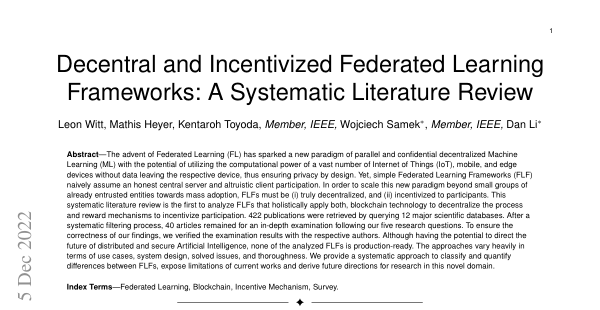 1
Decentral and Incentivized Federated Learning
Frameworks: A Systematic Literature Review
Leon Witt, Mathis Heyer, Kentaroh Toyoda, Member, IEEE, Wojciech Samek*, Member, IEEE, Dan Li*
Abstract—The advent of Federated Learning (FL) has sparked a new paradigm of parallel and confidential decentralized Machine
Learning (ML) with the potential of utilizing the computational power of a vast number of Internet of Things (IoT), mobile, and edge
devices without data leaving the respective device, thus ensuring privacy by design. Yet, simple Federated Learning Frameworks (FLF)
naively assume an honest central server and altruistic client participation. In order to scale this new paradigm beyond small groups of
already entrusted entities towards mass adoption, FLFs must be (i) truly decentralized, and (ii) incentivized to participants. This
systematic literature review is the first to analyze FLFs that holistically apply both, blockchain technology to decentralize the process
and reward mechanisms to incentivize participation. 422 publications were retrieved by querying 12 major scientific databases. After a
systematic filtering process, 40 articles remained for an in-depth examination following our five research questions. To ensure the
correctness of our findings, we verified the examination results with the respective authors. Although having the potential to direct the
future of distributed and secure Artificial Intelligence, none of the analyzed FLFs is production-ready. The approaches vary heavily in
terms of use cases, system design, solved issues, and thoroughness. We provide a systematic approach to classify and quantify
differences between FLFs, expose limitations of current works and derive future directions for research in this novel domain.
Index Terms—Federated Learning, Blockchain, Incentive Mechanism, Survey.
5 Dec 2022